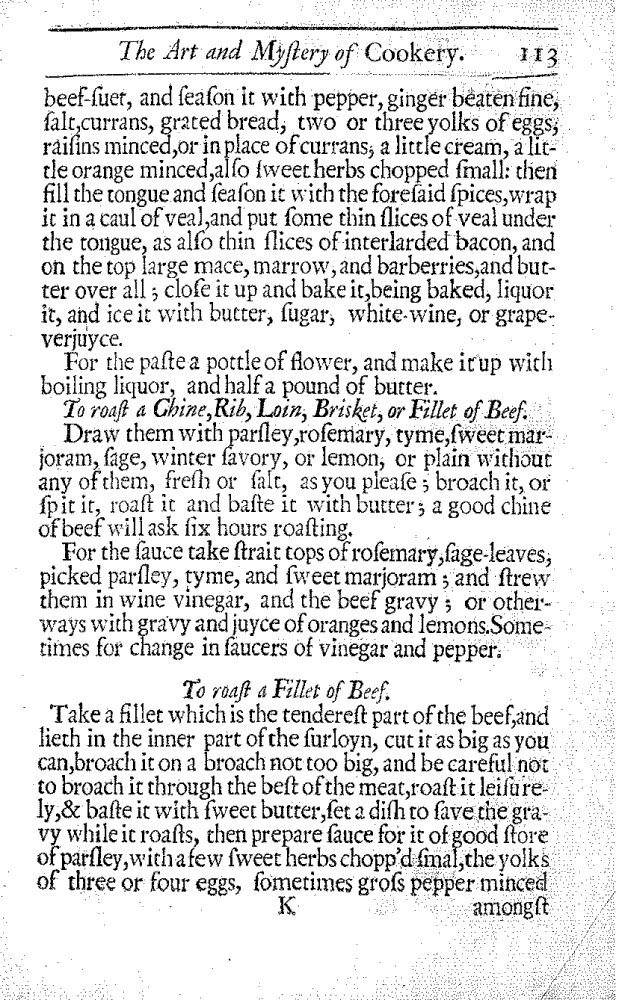 The Art and Myſtery of Cookery. 113
beef-ſuet, and ſeaſon it with pepper, ginger beaten fine,
ſalt,currans, grated bread, two or three yolks of eggs,
raiſins minced,or in place of currans, a little cream, a lit-
tle orange minced,alſo ſweet herbs chopped ſmall: then
fill the tongue and ſeaſon it with the foreſaid ſpices,wrap
it in a caul of veal,and put ſome thin ſlices of veal under
the tongue, as alſo thin ſlices of interlarded bacon, and
on the top large mace, marrow, and barberries,and but-
ter over all ; cloſe it up and bake it,being baked, liquor
it, and ice it with butter, ſugar, white-wine, or grape-
verjuyce.
For the paſte a pottle of flower, and make it up with
boiling liquor, and half a pound of butter.
To roaſt a Chine,Rib, Loin, Brisket, or Fillet of Beef.
Draw them with parſley,roſemary, tyme,ſweet mar-
joram, ſage, winter ſavory, or lemon, or plain without
any of them, freſh or ſalt, as you pleaſe ; broach it, or
ſpit it, roaſt it and baſte it with butter ; a good chine
of beef will ask ſix hours roaſting.
For the ſauce take ſtrait tops of roſemary,ſage-leaves,
picked parſley, tyme, and ſweet marjoram ; and ſtrew
them in wine vinegar, and the beef gravy ; or other-
ways with gravy and juyce of oranges and lemons.Some-
times for change in ſaucers of vinegar and pepper.
To roaſt a Fillet of Beef.
Take a fillet which is the tendereſt part of the beef,and
lieth in the inner part of the ſurloyn, cut it as big as you
can,broach it on a broach not too big, and be careful not
to broach it through the beſt of the meat,roaſt it leiſure-
ly,& baſte it with ſweet butter,ſet a diſh to ſave the gra-
vy while it roaſts, then prepare ſauce for it of good ſtore
of parſley,with a few ſweet herbs chopp'd ſmal,the yolks
of three or four eggs, ſometimes groſs pepper minced
K amongſt